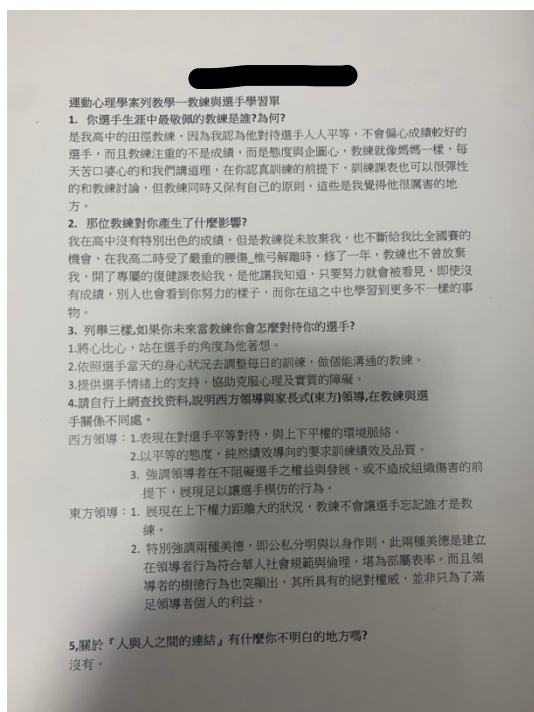 運動心理學案列教學一教練與選手學習單
1. 你選手生涯中最敬佩的教練是誰?為何?
是我高中的田徑教練，因為我認為他對待選手人人平等，不會偏心成績較好的
選手，而且教練注重的不是成績，而是態度與企圖心，教練就像媽媽一樣，每
天苦口婆心的和我們講道理，在你認真訓練的前提下，訓練課表也可以很彈性
的和教練討論，但教練同時又保有自己的原則，這些是我覺得他很厲害的地
方。
2. 那位教練對你產生了什麼影響?
我在高中沒有特別出色的成績，但是教練從未放棄我，也不斷給我比全國賽的
機會，在我高二時受了嚴重的腰傷_椎弓解離時，修了一年，教練也不曾放棄
我，開了專屬的復健課表給我，是他讓我知道，只要努力就會被看見，即使沒
有成績，別人也會看到你努力的樣子，而你在這之中也學習到更多不一樣的事
物。
3. 列舉三樣,如果你未來當教練你會怎麼對待你的選手?
1.將心比心，站在選手的角度為他著想。
2.依照選手當天的身心狀況去調整每日的訓練，做個能溝通的教練。
3.提供選手情緒上的支持，協助克服心理及實質的障礙。
4.請自行上網查找資料,說明西方領導與家長式(東方)領導,在教練與選
手關係不同處。
西方領導：1.表現在對選手平等對待，與上下平權的環境脈絡。
2.以平等的態度，純然績效導向的要求訓練績效及品質。
3. 強調領導者在不阻礙選手之權益與發展、或不造成組織傷害的前
提下，展現足以讓選手模仿的行為。
東方領導：1. 展現在上下權力距離大的狀況，教練不會讓選手忘記誰才是教
練。
2. 特別強調兩種美德，即公私分明與以身作則，此兩種美德是建立
在領導者行為符合華人社會規範與倫理，堪為部屬表率。而且領
導者的樹德行為也突顯出，其所具有的絕對權威，並非只為了滿
足領導者個人的利益。
5,關於『人與人之間的連結』有什麼你不明白的地方嗎?
沒有。